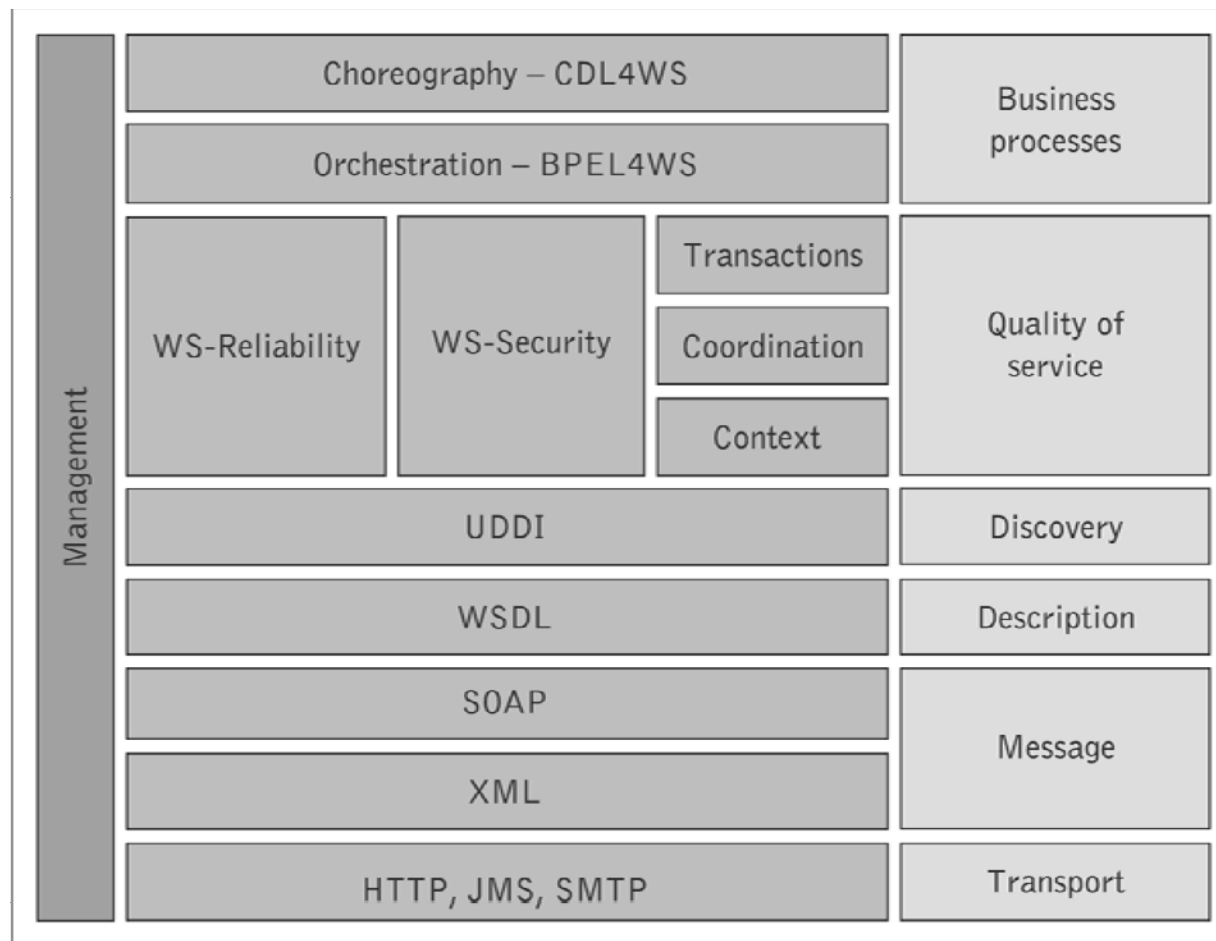 Choreography – CDL4WS
Business
processes
Orchestration – BPEL4WS
WS-Reliability
WS-Security
Transactions
Coordination
Context
Quality of
service
Management
UDDI
Discovery
WSDL
Description
SOAP
XML
Message
HTTP, JMS, SMTP
Transport